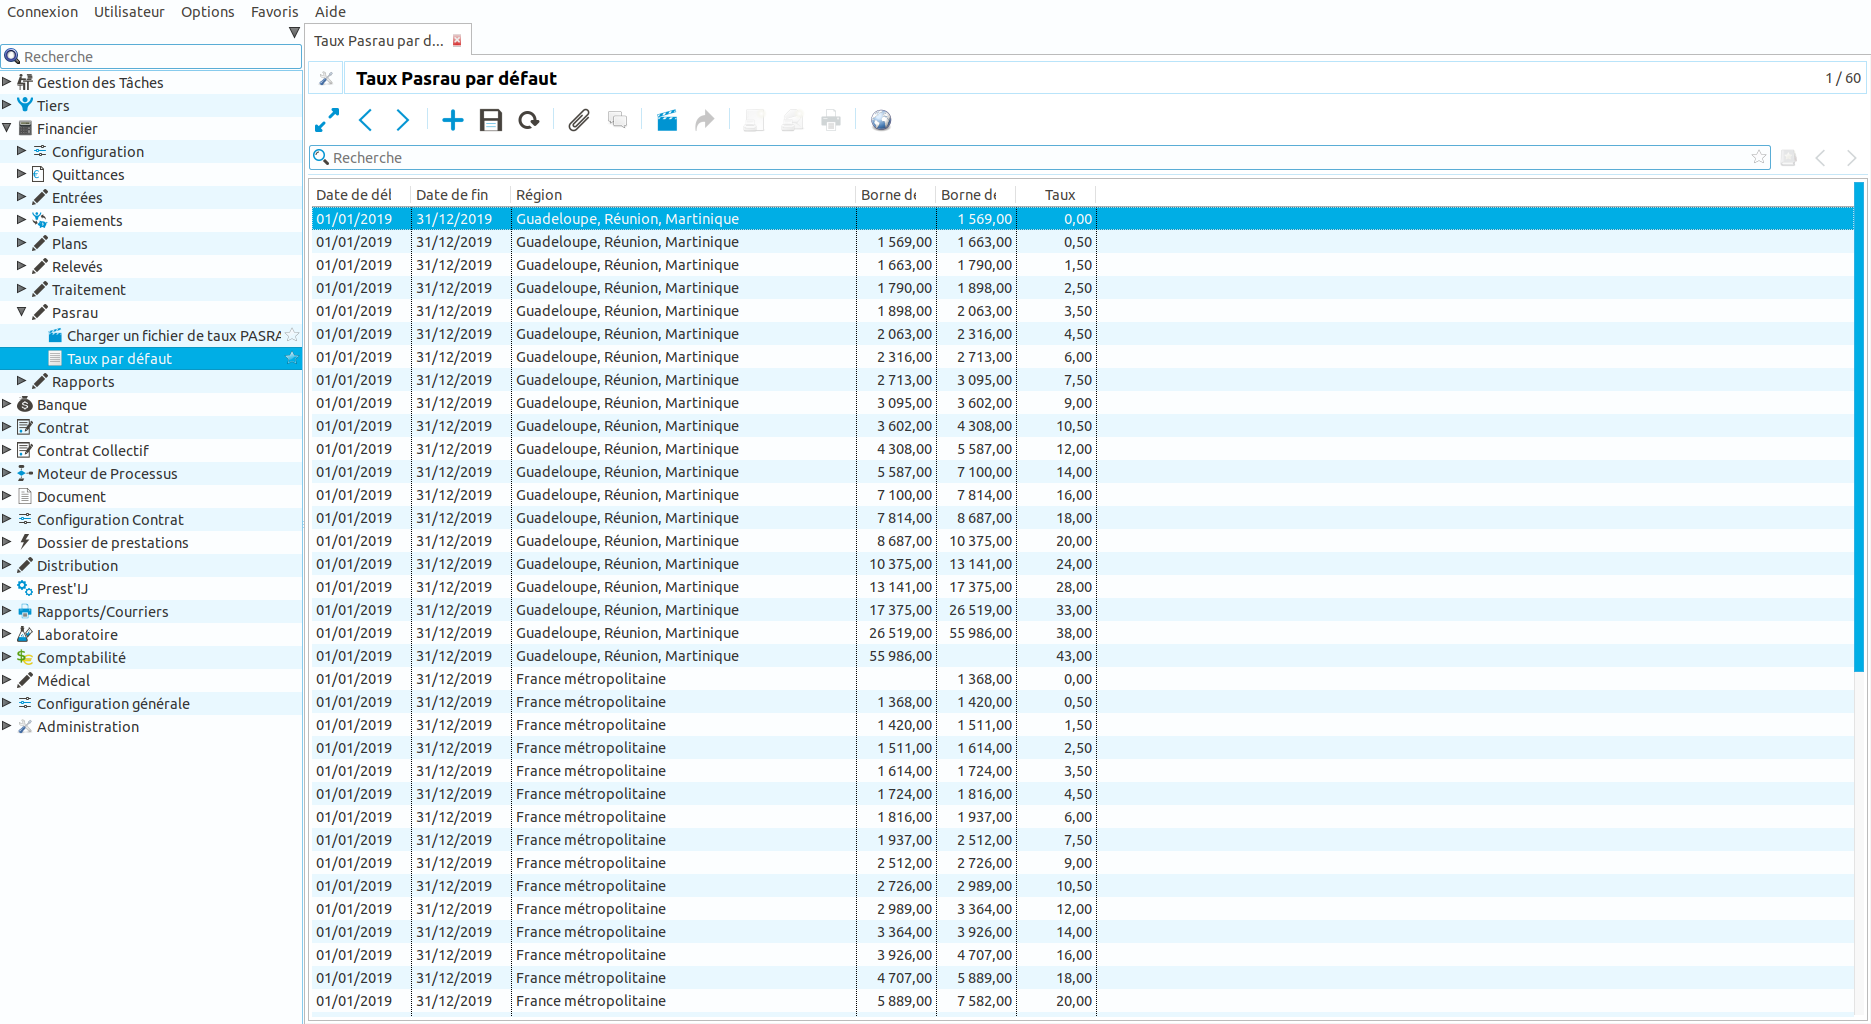 Connexion Utilisateur Options Favoris Aide
Taux Pasrau par d...
Recherche
Taux Pasrau par défaut
1 / 60
Gestion des Tâches
Tiers
Financier
Configuration
Quittances
Entrées
Paiements
Plans
Relevés
Traitement
Pasrau
Charger un fichier de taux PASRA
Taux par défaut
Rapports
Banque
Contrat
Contrat Collectif
Moteur de Processus
Document
Configuration Contrat
Dossier de prestations
Distribution
Prest'IJ
Rapports/Courriers
Laboratoire
Comptabilité
Médical
Configuration générale
Administration
Recherche
Date de dél Date de fin Région Borne de Borne de Taux
01/01/2019 31/12/2019 Guadeloupe, Réunion, Martinique 1 569,00 0,00
01/01/2019 31/12/2019 Guadeloupe, Réunion, Martinique 1 569,00 1 663,00 0,50
01/01/2019 31/12/2019 Guadeloupe, Réunion, Martinique 1 663,00 1 790,00 1,50
01/01/2019 31/12/2019 Guadeloupe, Réunion, Martinique 1 790,00 1 898,00 2,50
01/01/2019 31/12/2019 Guadeloupe, Réunion, Martinique 1 898,00 2 063,00 3,50
01/01/2019 31/12/2019 Guadeloupe, Réunion, Martinique 2 063,00 2 316,00 4,50
01/01/2019 31/12/2019 Guadeloupe, Réunion, Martinique 2 316,00 2 713,00 6,00
01/01/2019 31/12/2019 Guadeloupe, Réunion, Martinique 2 713,00 3 095,00 7,50
01/01/2019 31/12/2019 Guadeloupe, Réunion, Martinique 3 095,00 3 602,00 9,00
01/01/2019 31/12/2019 Guadeloupe, Réunion, Martinique 3 602,00 4 308,00 10,50
01/01/2019 31/12/2019 Guadeloupe, Réunion, Martinique 4 308,00 5 587,00 12,00
01/01/2019 31/12/2019 Guadeloupe, Réunion, Martinique 5 587,00 7 100,00 14,00
01/01/2019 31/12/2019 Guadeloupe, Réunion, Martinique 7 100,00 7 814,00 16,00
01/01/2019 31/12/2019 Guadeloupe, Réunion, Martinique 7 814,00 8 687,00 18,00
01/01/2019 31/12/2019 Guadeloupe, Réunion, Martinique 8 687,00 10 375,00 20,00
01/01/2019 31/12/2019 Guadeloupe, Réunion, Martinique 10 375,00 13 141,00 24,00
01/01/2019 31/12/2019 Guadeloupe, Réunion, Martinique 13 141,00 17 375,00 28,00
01/01/2019 31/12/2019 Guadeloupe, Réunion, Martinique 17 375,00 26 519,00 33,00
01/01/2019 31/12/2019 Guadeloupe, Réunion, Martinique 26 519,00 55 986,00 38,00
01/01/2019 31/12/2019 Guadeloupe, Réunion, Martinique 55 986,00 43,00
01/01/2019 31/12/2019 France métropolitaine 1 368,00 0,00
01/01/2019 31/12/2019 France métropolitaine 1 368,00 1 420,00 0,50
01/01/2019 31/12/2019 France métropolitaine 1 420,00 1 511,00 1,50
01/01/2019 31/12/2019 France métropolitaine 1 511,00 1 614,00 2,50
01/01/2019 31/12/2019 France métropolitaine 1 614,00 1 724,00 3,50
01/01/2019 31/12/2019 France métropolitaine 1 724,00 1 816,00 4,50
01/01/2019 31/12/2019 France métropolitaine 1 816,00 1 937,00 6,00
01/01/2019 31/12/2019 France métropolitaine 1 937,00 2 512,00 7,50
01/01/2019 31/12/2019 France métropolitaine 2 512,00 2 726,00 9,00
01/01/2019 31/12/2019 France métropolitaine 2 726,00 2 989,00 10,50
01/01/2019 31/12/2019 France métropolitaine 2 989,00 3 364,00 12,00
01/01/2019 31/12/2019 France métropolitaine 3 364,00 3 926,00 14,00
01/01/2019 31/12/2019 France métropolitaine 3 926,00 4 707,00 16,00
01/01/2019 31/12/2019 France métropolitaine 4 707,00 5 889,00 18,00
01/01/2019 31/12/2019 France métropolitaine 5 889,00 7 582,00 20,00